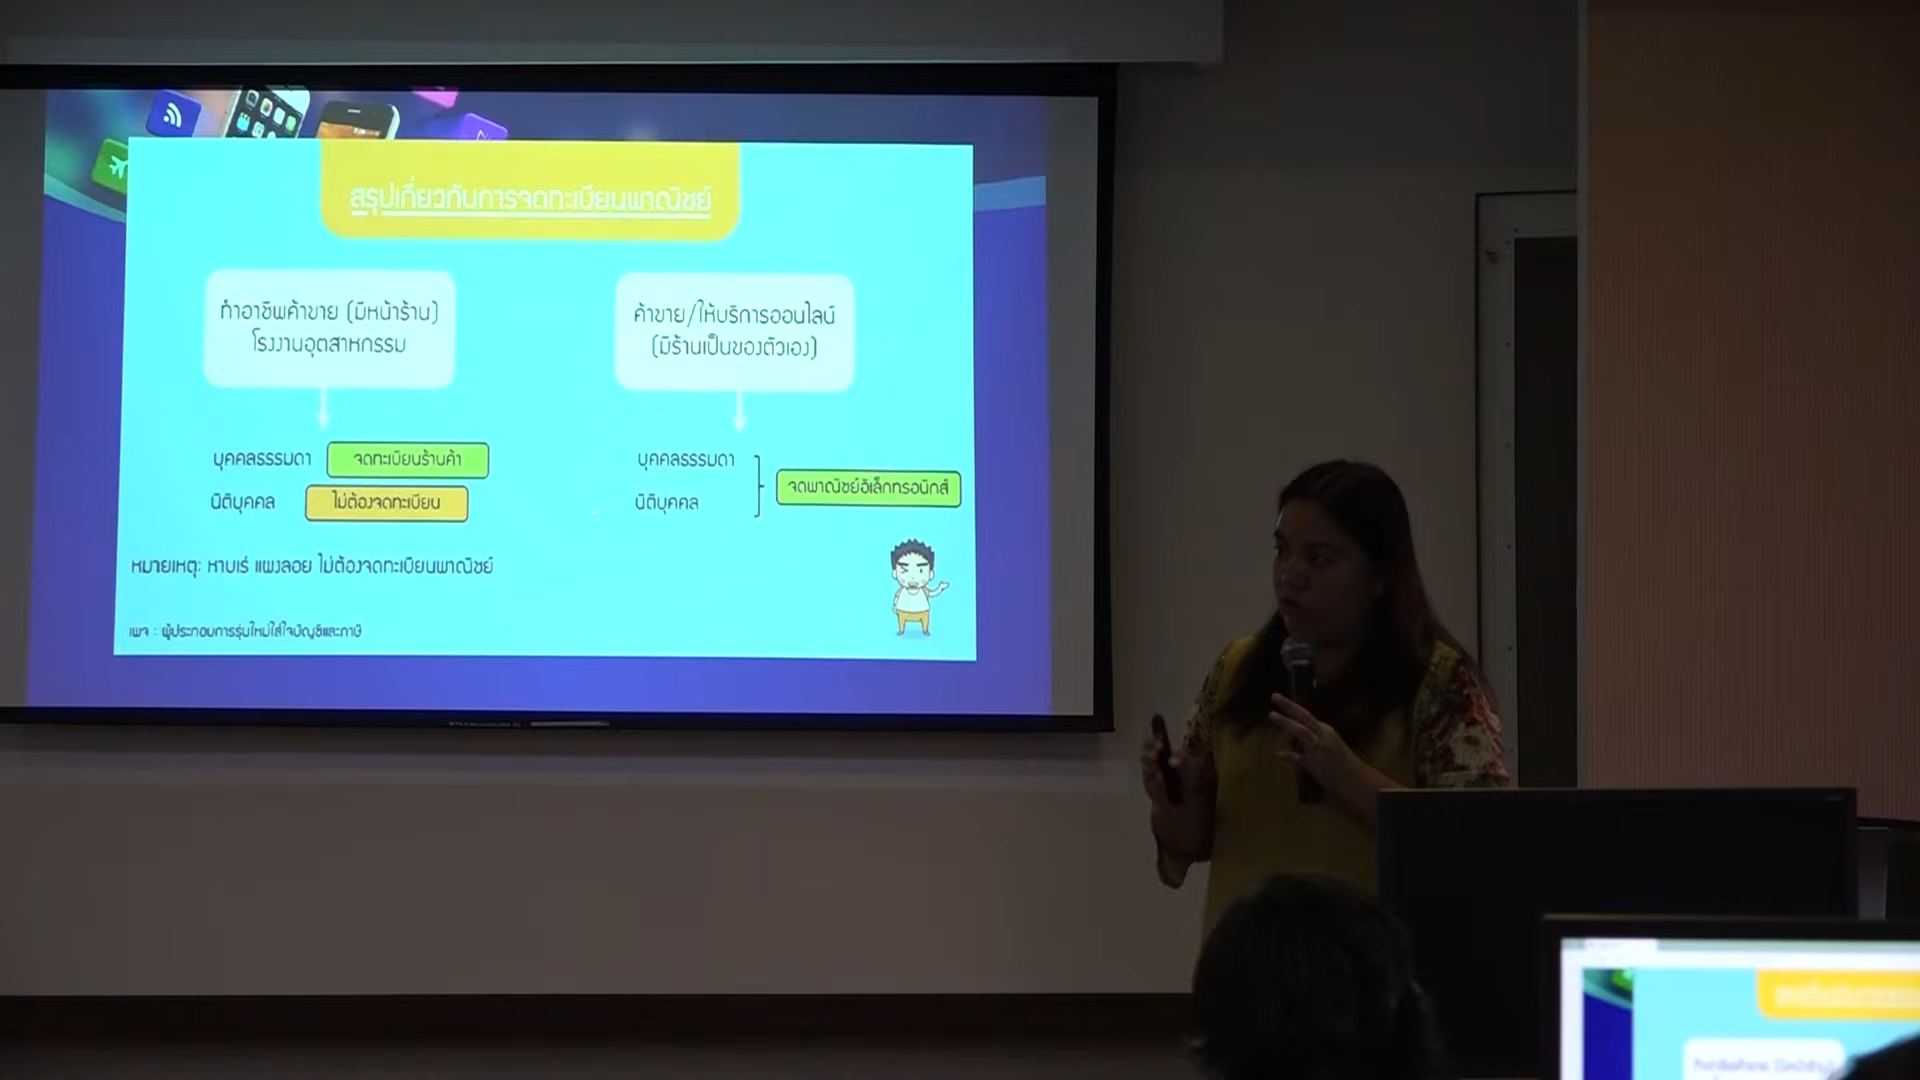 สรุปเกี่ยวกับการจดทะเบียนพาณิชย์
ทำอาชีพค้าขาย (มีหน้าร้าน)
โรงงานอุตสาหกรรม
บุคคลธรรมดา จดทะเบียนร้านค้า
นิติบุคคล ไม่ต้องจดทะเบียน
ค้าขาย/ให้บริการออนไลน์
(มีร้านเป็นของตัวเอง)
บุคคลธรรมดา
นิติบุคคล
จดพาณิชย์อิเล็กทรอนิกส์
หมายเหตุ: หาบเร่ แผงลอย ไม่ต้องจดทะเบียนพาณิชย์
เพจ : ผู้ประกอบการรุ่นใหม่ใส่ใจบัญชีและภาษี